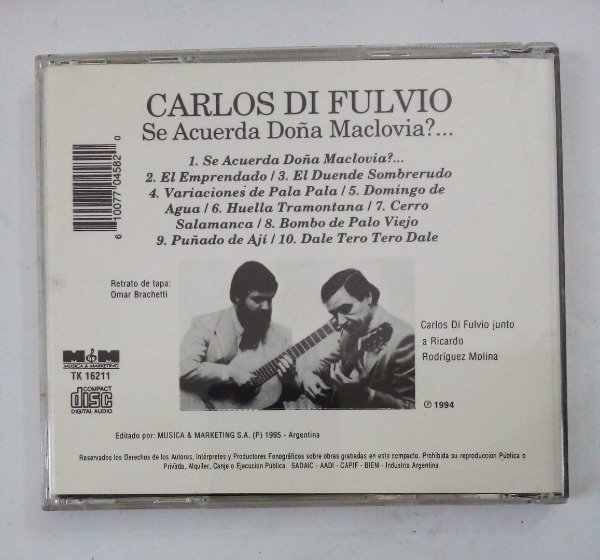 CARLOS DI FULVIO
Se Acuerda Doña Maclovia?...
1. Se Acuerda Doña Maclovia?...
2. El Emprendado / 3. El Duende Sombrerudo
4. Variaciones de Pala Pala / 5. Domingo de
Agua / 6. Huella Tramontana / 7. Cerro
Salamanca / 8. Bombo de Palo Viejo
9. Puñado de Ají / 10. Dale Tero Tero Dale
6 10077 04582 0
Retrato de tapa:
Omar Brachetti
Carlos Di Fulvio junto
a Ricardo
Rodríguez Molina
M&M
MUSICA & MARKETING
TK 16211
COMPACT
disc
DIGITAL AUDIO
℗ 1994
Editado por: MUSICA & MARKETING S.A. (P) 1995 - Argentina
Reservados los Derechos de los Autores, Intérpretes y Productores Fonográficos sobre obras grabadas en este compacto. Prohibida su reproducción Pública o
Privada, Alquiler, Canje o Ejecución Pública. SADAIC - AADI - CAPIF - BIEM - Industria Argentina